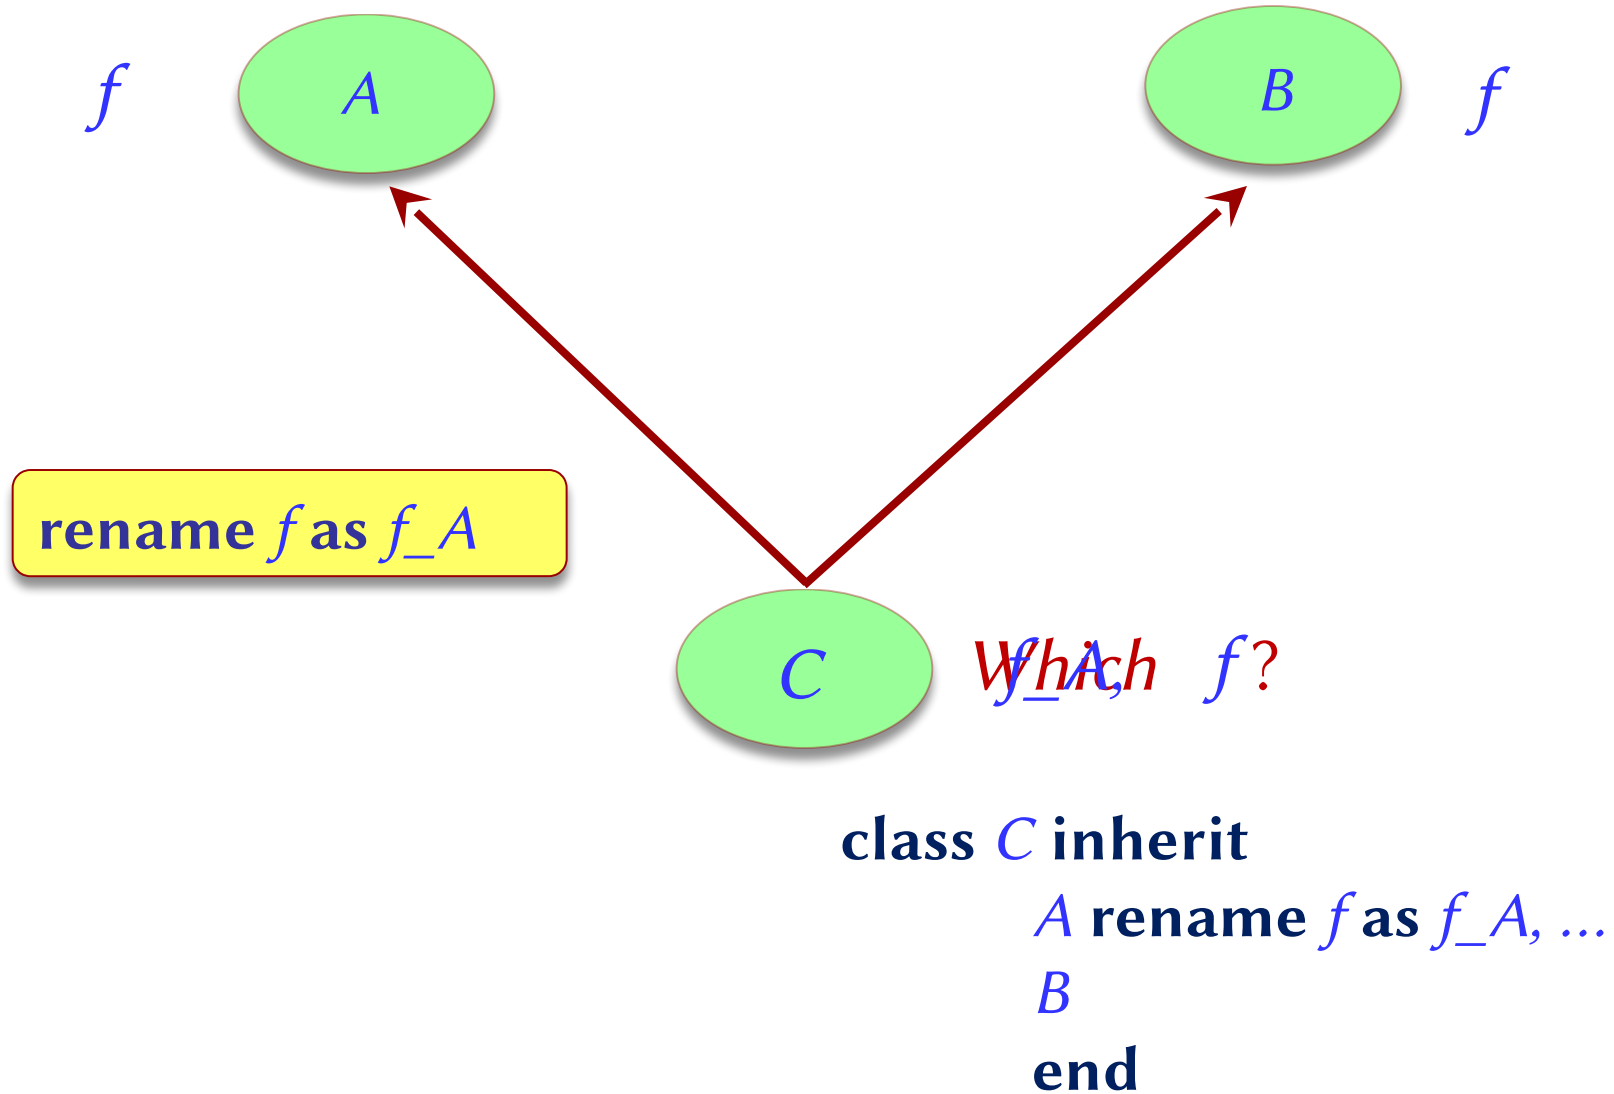 f A B f
rename f as f_A
C Which f ?
f_A,
class C inherit
A rename f as f_A, ...
B
end